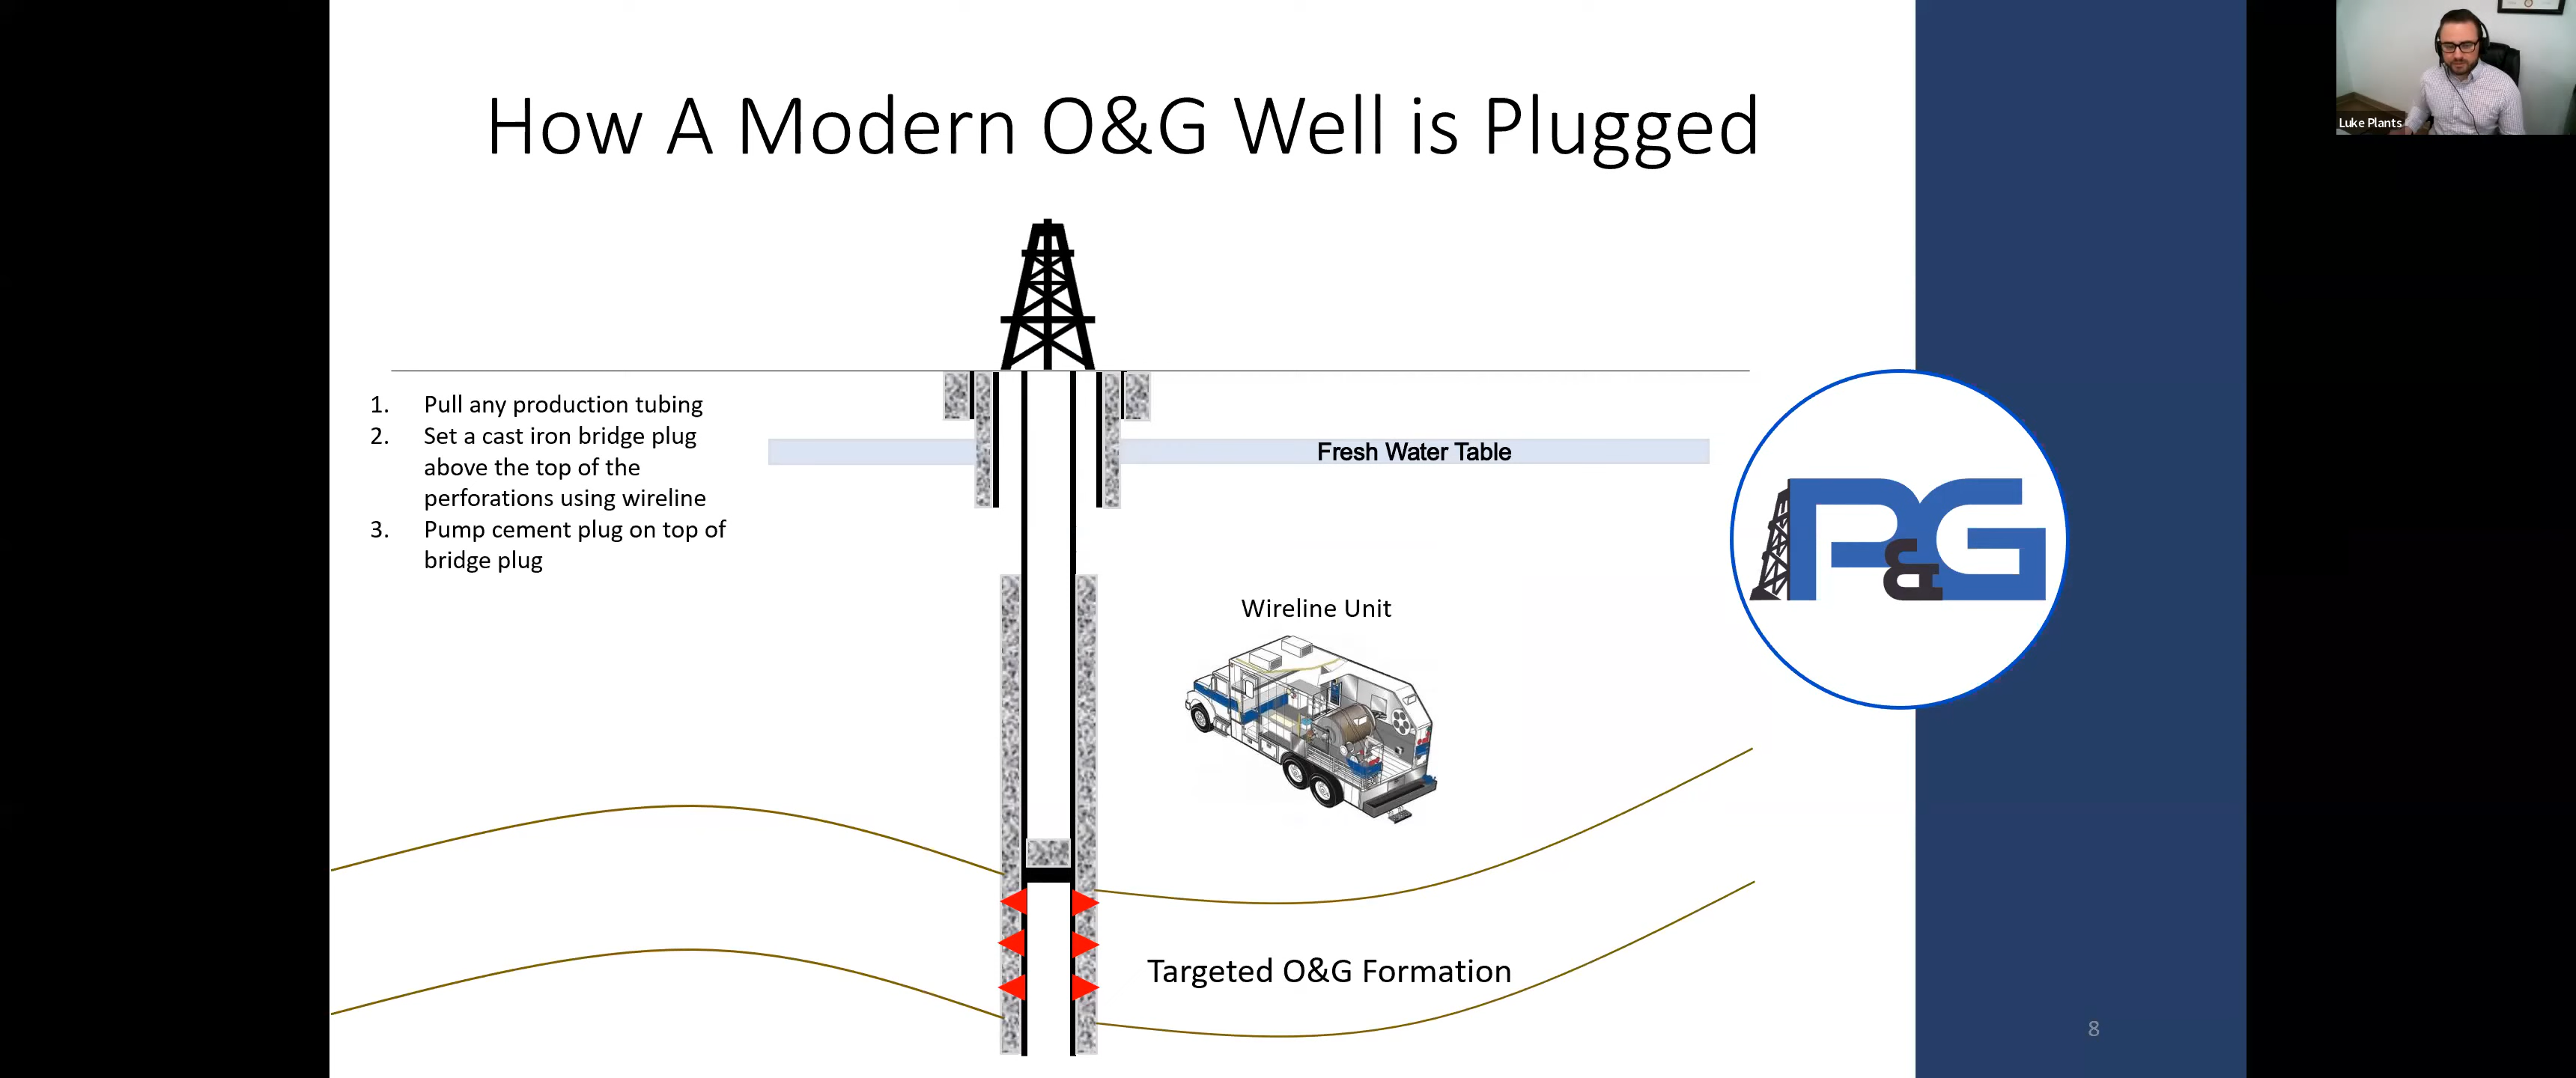 How A Modern O&G Well is Plugged
Luke Plants
1. Pull any production tubing
2. Set a cast iron bridge plug
above the top of the
perforations using wireline
3. Pump cement plug on top of
bridge plug
Fresh Water Table
P&G
Wireline Unit
Targeted O&G Formation
8